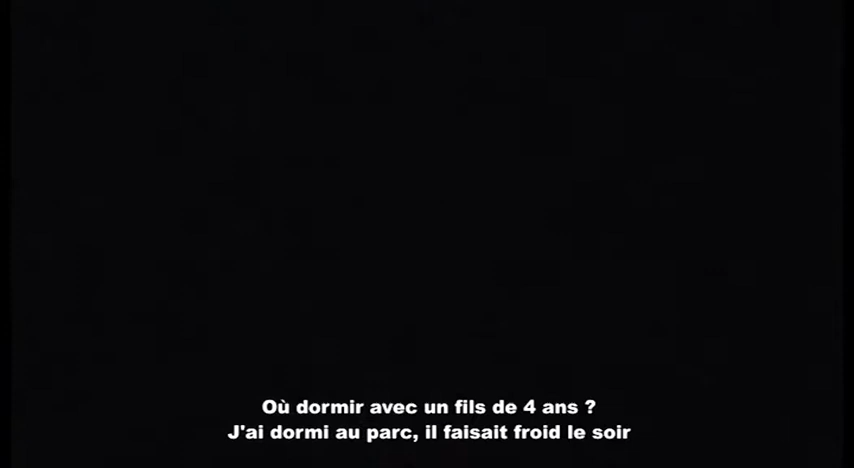 Où dormir avec un fils de 4 ans ?
J'ai dormi au parc, il faisait froid le soir